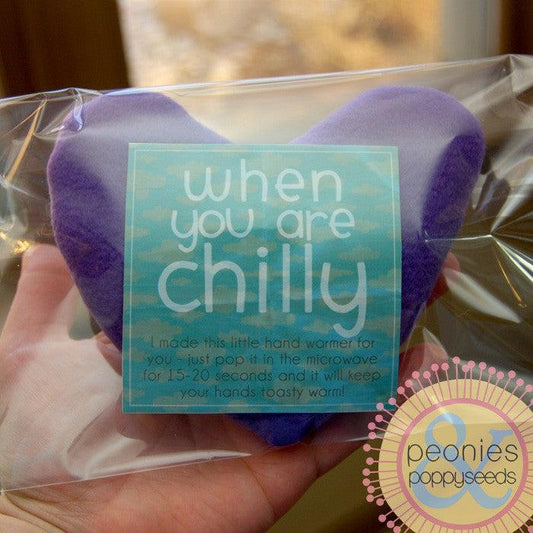 when
you are
chilly
I made this little hand warmer for
you - just pop it in the microwave
for 15-20 seconds and it will keep
your hands toasty warm!
&
peonies
poppyseeds